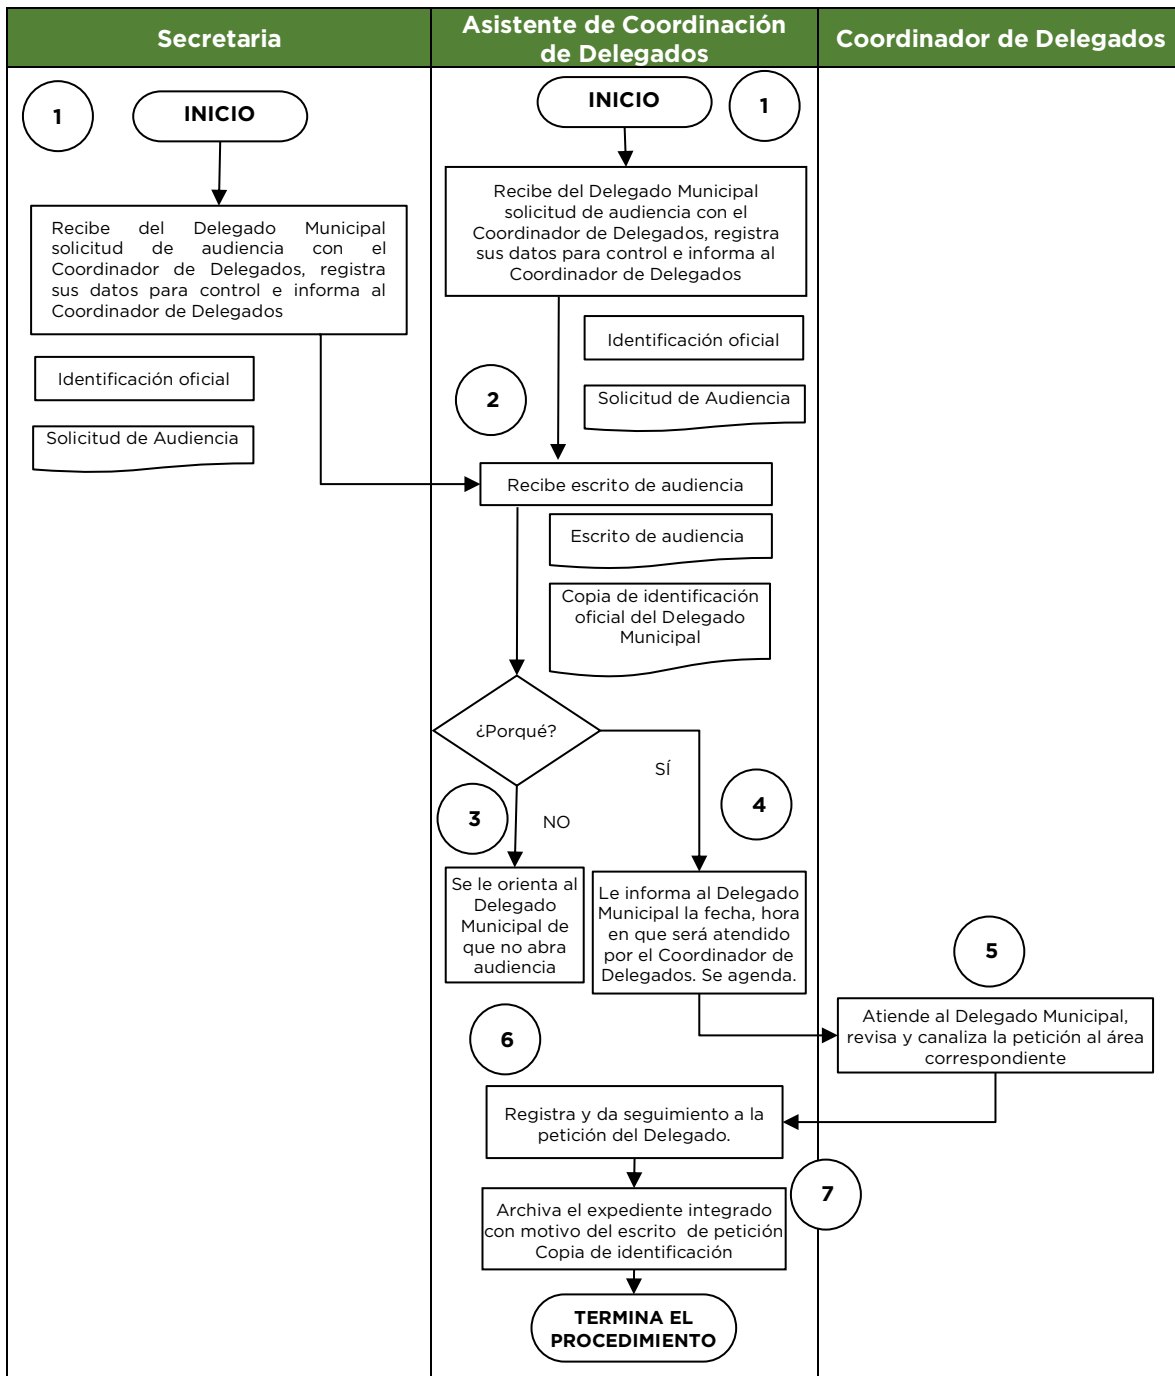 Secretaria
Asistente de Coordinación
de Delegados
Coordinador de Delegados
1
INICIO
Recibe del Delegado Municipal
solicitud de audiencia con el
Coordinador de Delegados, registra
sus datos para control e informa al
Coordinador de Delegados
Identificación oficial
Solicitud de Audiencia
INICIO
1
Recibe del Delegado Municipal
solicitud de audiencia con el
Coordinador de Delegados, registra
sus datos para control e informa al
Coordinador de Delegados
Identificación oficial
2
Solicitud de Audiencia
Recibe escrito de audiencia
Escrito de audiencia
Copia de identificación
oficial del Delegado
Municipal
¿Porqué?
SÍ
3
NO
4
Se le orienta al
Delegado
Municipal de
que no abra
audiencia
Le informa al Delegado
Municipal la fecha, hora
en que será atendido
por el Coordinador de
Delegados. Se agenda.
5
Atiende al Delegado Municipal,
revisa y canaliza la petición al área
correspondiente
6
Registra y da seguimiento a la
petición del Delegado.
7
Archiva el expediente integrado
con motivo del escrito de petición
Copia de identificación
TERMINA EL
PROCEDIMIENTO